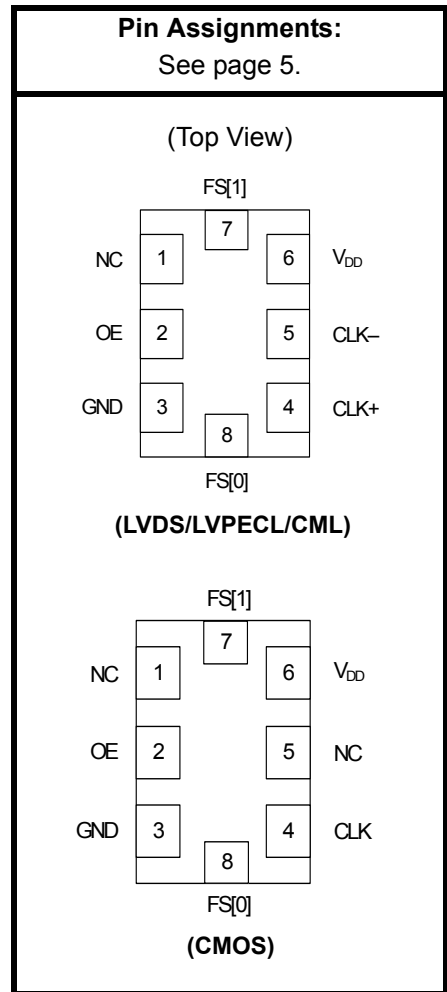 Pin Assignments:
See page 5.
(Top View)
FS[1]
7
NC 1 6 VDD
OE 2 5 CLK–
GND 3 4 CLK+
8
FS[0]
(LVDS/LVPECL/CML)
FS[1]
7
NC 1 6 VDD
OE 2 5 NC
GND 3 4 CLK
8
FS[0]
(CMOS)